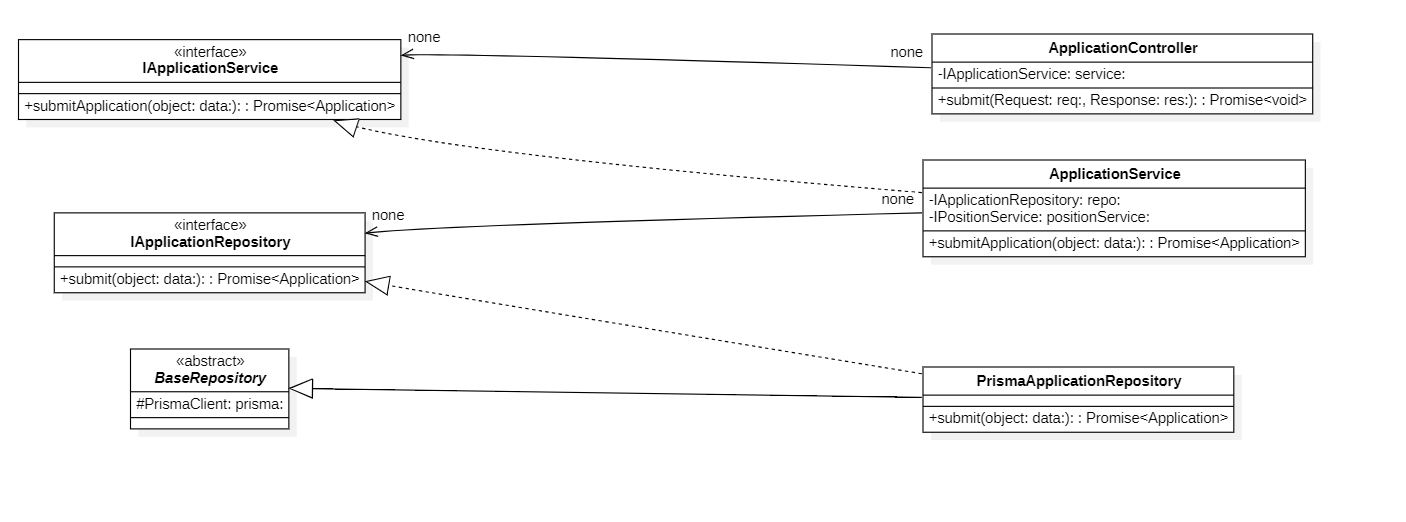 «interface»
IApplicationService
+submitApplication(object: data:): : Promise<Application>
none
none
ApplicationController
-IApplicationService: service:
+submit(Request: req:, Response: res:): : Promise<void>
ApplicationService
-IApplicationRepository: repo:
-IPositionService: positionService:
+submitApplication(object: data:): : Promise<Application>
none
none
«interface»
IApplicationRepository
+submit(object: data:): : Promise<Application>
«abstract»
BaseRepository
#PrismaClient: prisma:
PrismaApplicationRepository
+submit(object: data:): : Promise<Application>